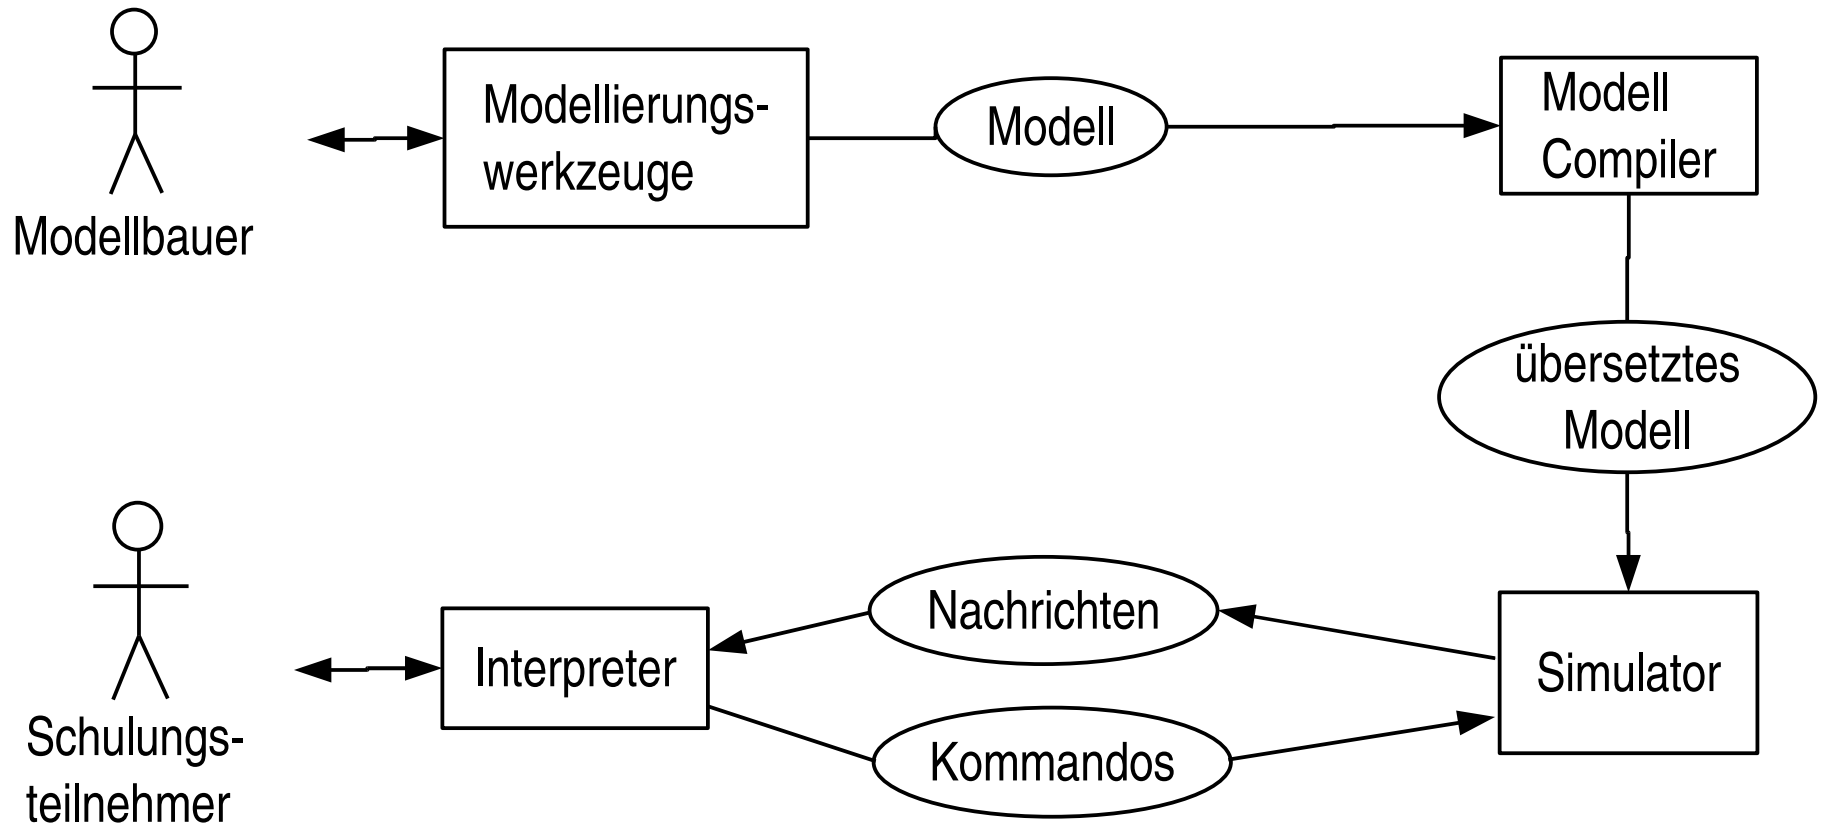 Modellbauer
Modellierungs-
werkzeuge
Modell
Modell
Compiler
übersetztes
Modell
Schulungs-
teilnehmer
Interpreter
Nachrichten
Kommandos
Simulator